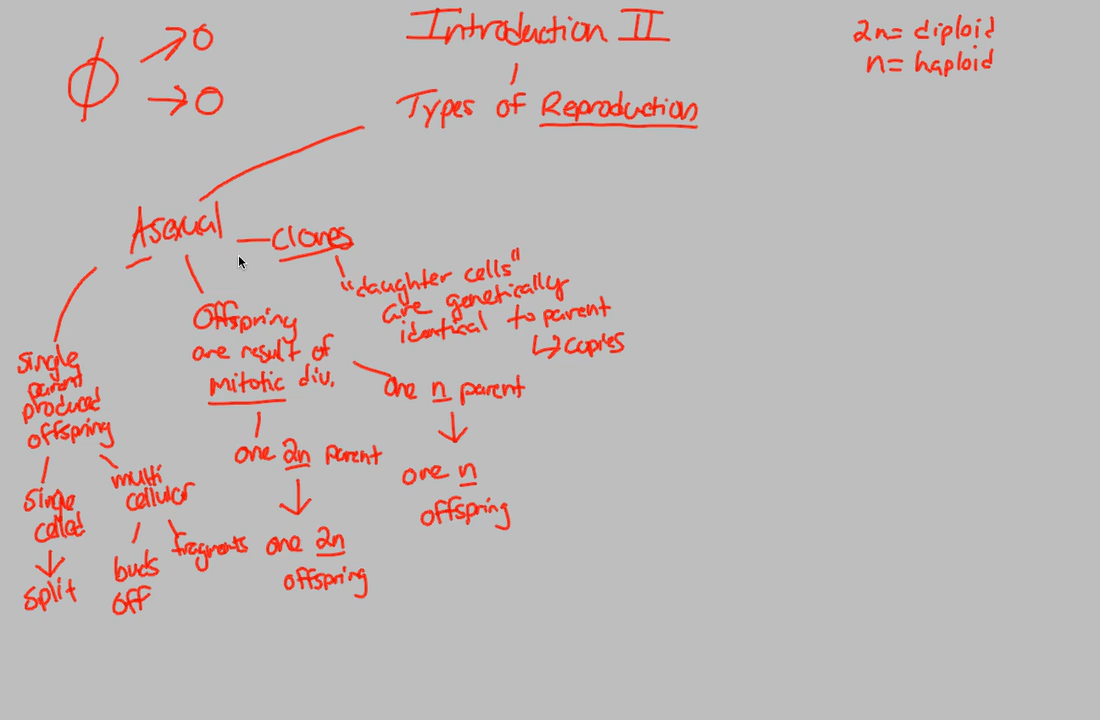 Introduction II
2n= diploid
n= haploid
Types of Reproduction
Asexual
Clones
"daughter cells"
are genetically
identical to parent
↳ copies
Offspring
are result of
mitotic div.
one n parent
one n
offspring
one 2n parent
one 2n
offspring
single
parent
produced
offspring
single
celled
split
multi
cellular
buds
off
fragments